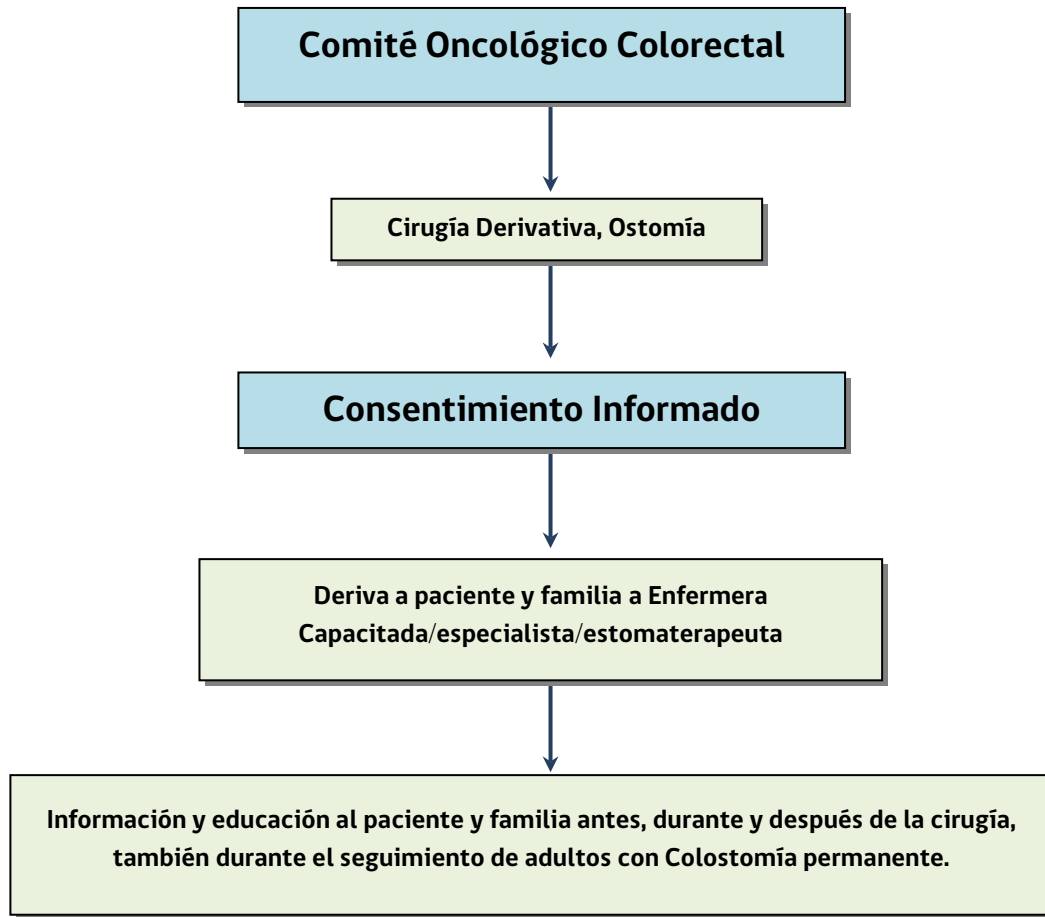 Comité Oncológico Colorectal
Cirugía Derivativa, Ostomía
Consentimiento Informado
Deriva a paciente y familia a Enfermera
Capacitada/especialista/estomaterapeuta
Información y educación al paciente y familia antes, durante y después de la cirugía,
también durante el seguimiento de adultos con Colostomía permanente.